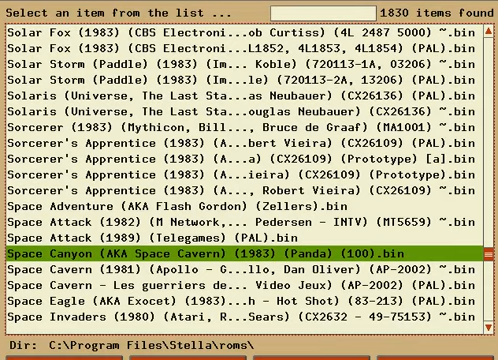 Select an item from the list ... 1830 items found
Solar Fox (1983) (CBS Electroni...ob Curtiss) (4L 2487 5000) ~.bin
Solar Fox (1983) (CBS Electroni...L1852, 4L1853, 4L1854) (PAL).bin
Solar Storm (Paddle) (1983) (Im... Koble) (720113-1A, 03206) ~.bin
Solar Storm (Paddle) (1983) (Im...le) (720113-2A, 13206) (PAL).bin
Solaris (Universe, The Last Sta...as Neubauer) (CX26136) (PAL).bin
Solaris (Universe, The Last Sta...ouglas Neubauer) (CX26136) ~.bin
Sorcerer (1983) (Mythicon, Bill..., Bruce de Graaf) (MA1001) ~.bin
Sorcerer's Apprentice (1983) (A...bert Vieira) (CX26109) (PAL).bin
Sorcerer's Apprentice (1983) (A...a) (CX26109) (Prototype) [a].bin
Sorcerer's Apprentice (1983) (A...ieira) (CX26109) (Prototype).bin
Sorcerer's Apprentice (1983) (A..., Robert Vieira) (CX26109) ~.bin
Space Adventure (AKA Flash Gordon) (Zellers).bin
Space Attack (1982) (M Network,... Pedersen - INTV) (MT5659) ~.bin
Space Attack (1989) (Telegames) (PAL).bin
Space Canyon (AKA Space Cavern) (1983) (Panda) (100).bin
Space Cavern (1981) (Apollo - G...llo, Dan Oliver) (AP-2002) ~.bin
Space Cavern - Les guerriers de... Video Jeux) (AP-2002) (PAL).bin
Space Eagle (AKA Exocet) (1983)...h - Hot Shot) (83-213) (PAL).bin
Space Invaders (1980) (Atari, R...Sears) (CX2632 - 49-75153) ~.bin
Dir: C:\Program Files\Stella\roms\